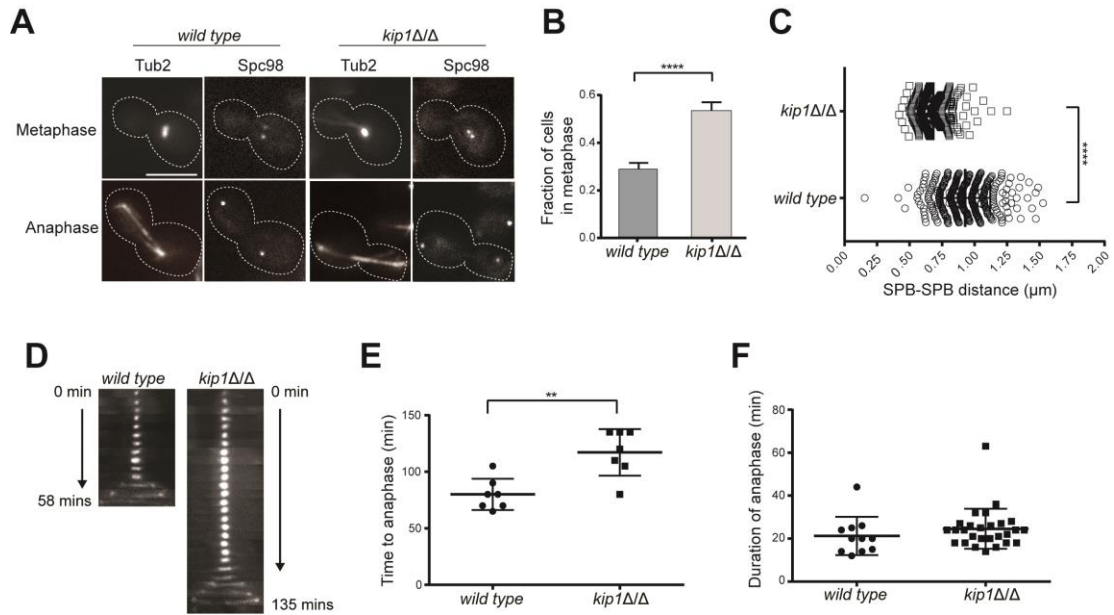 A
wild type
kip1Δ/Δ
Tub2
Spc98
Tub2
Spc98
Metaphase
Anaphase
B
****
Fraction of cells
in metaphase
0.6
0.4
0.2
0.0
wild type
kip1Δ/Δ
C
kip1Δ/Δ
wild type
****
0.00
0.25
0.50
0.75
1.00
1.25
1.50
1.75
2.00
SPB-SPB distance (µm)
D
wild type
kip1Δ/Δ
0 min
0 min
58 mins
135 mins
E
**
Time to anaphase (min)
150
100
50
0
wild type
kip1Δ/Δ
F
Duration of anaphase (min)
80
60
40
20
0
wild type
kip1Δ/Δ